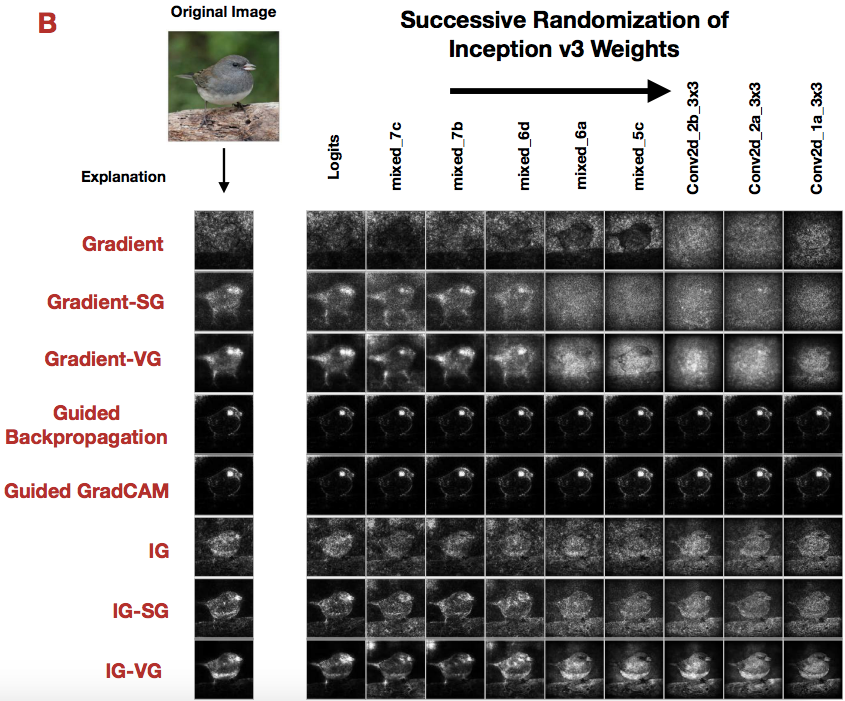 B
Original Image
Successive Randomization of
Inception v3 Weights
Explanation
Logits
mixed_7c
mixed_7b
mixed_6d
mixed_6a
mixed_5c
Conv2d_2b_3x3
Conv2d_2a_3x3
Conv2d_1a_3x3
Gradient
Gradient-SG
Gradient-VG
Guided
Backpropagation
Guided GradCAM
IG
IG-SG
IG-VG